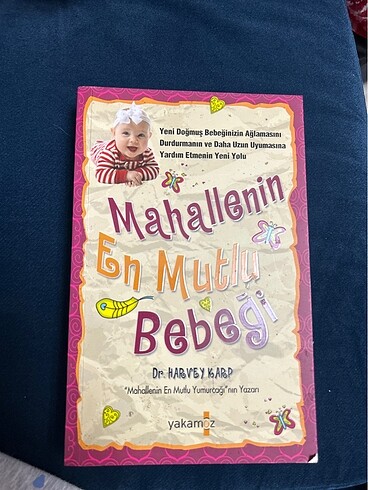 Yeni Doğmuş Bebeğinizin Ağlamasını
Durdurmanın ve Daha Uzun Uyumasına
Yardım Etmenin Yeni Yolu
Mahallenin
En Mutlu
Bebeği
Dr. HARVEY KARP
"Mahallenin En Mutlu Yumurcağı"nın Yazarı
yakamoz